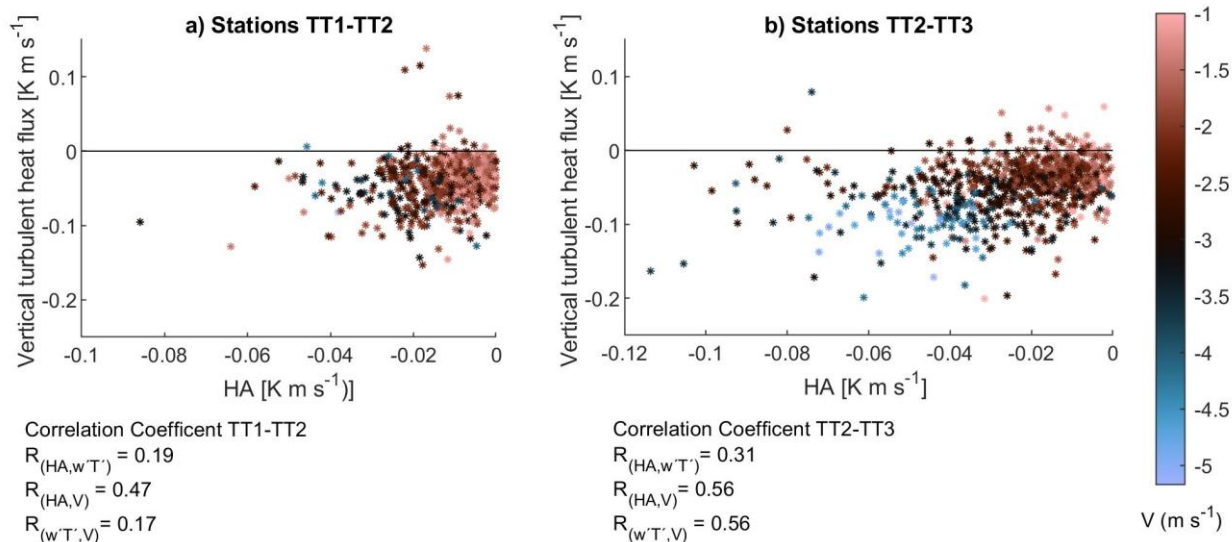 a) Stations TT1-TT2
b) Stations TT2-TT3
Vertical turbulent heat flux [K m s⁻¹]
0.1
0
-0.1
-0.2
-0.1
-0.08
-0.06
-0.04
-0.02
0
HA [K m s⁻¹)]
Vertical turbulent heat flux [K m s⁻¹]
0.1
0
-0.1
-0.2
-0.12
-0.1
-0.08
-0.06
-0.04
-0.02
0
HA [K m s⁻¹]
-1
-1.5
-2
-2.5
-3
-3.5
-4
-4.5
-5
V (m s⁻¹)
Correlation Coefficent TT1-TT2
R(HA,w´T´) = 0.19
R(HA,V) = 0.47
R(w´T´,V)= 0.17
Correlation Coefficent TT2-TT3
R(HA,w´T´) = 0.31
R(HA,V) = 0.56
R(w´T´,V) = 0.56